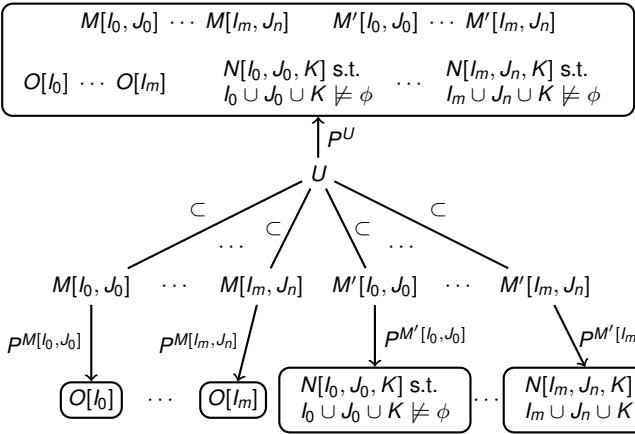 M[I₀, J₀] ⋯ M[Iₘ, Jₙ] M′[I₀, J₀] ⋯ M′[Iₘ, Jₙ]
O[I₀] ⋯ O[Iₘ] N[I₀, J₀, K] s.t. ⋯ N[Iₘ, Jₙ, K] s.t.
I₀ ∪ J₀ ∪ K ⊭ ϕ Iₘ ∪ Jₙ ∪ K ⊭ ϕ
P^U
U
⊂ ⊂ ⊂ ⊂
⋯ ⋯
M[I₀, J₀] ⋯ M[Iₘ, Jₙ] M′[I₀, J₀] ⋯ M′[Iₘ, Jₙ]
P^{M[I₀,J₀]} P^{M[Iₘ,Jₙ]} P^{M′[I₀,J₀]} P^{M′[Iₘ
O[I₀] ⋯ O[Iₘ] N[I₀, J₀, K] s.t. ⋯ N[Iₘ, Jₙ, K]
I₀ ∪ J₀ ∪ K ⊭ ϕ Iₘ ∪ Jₙ ∪ K